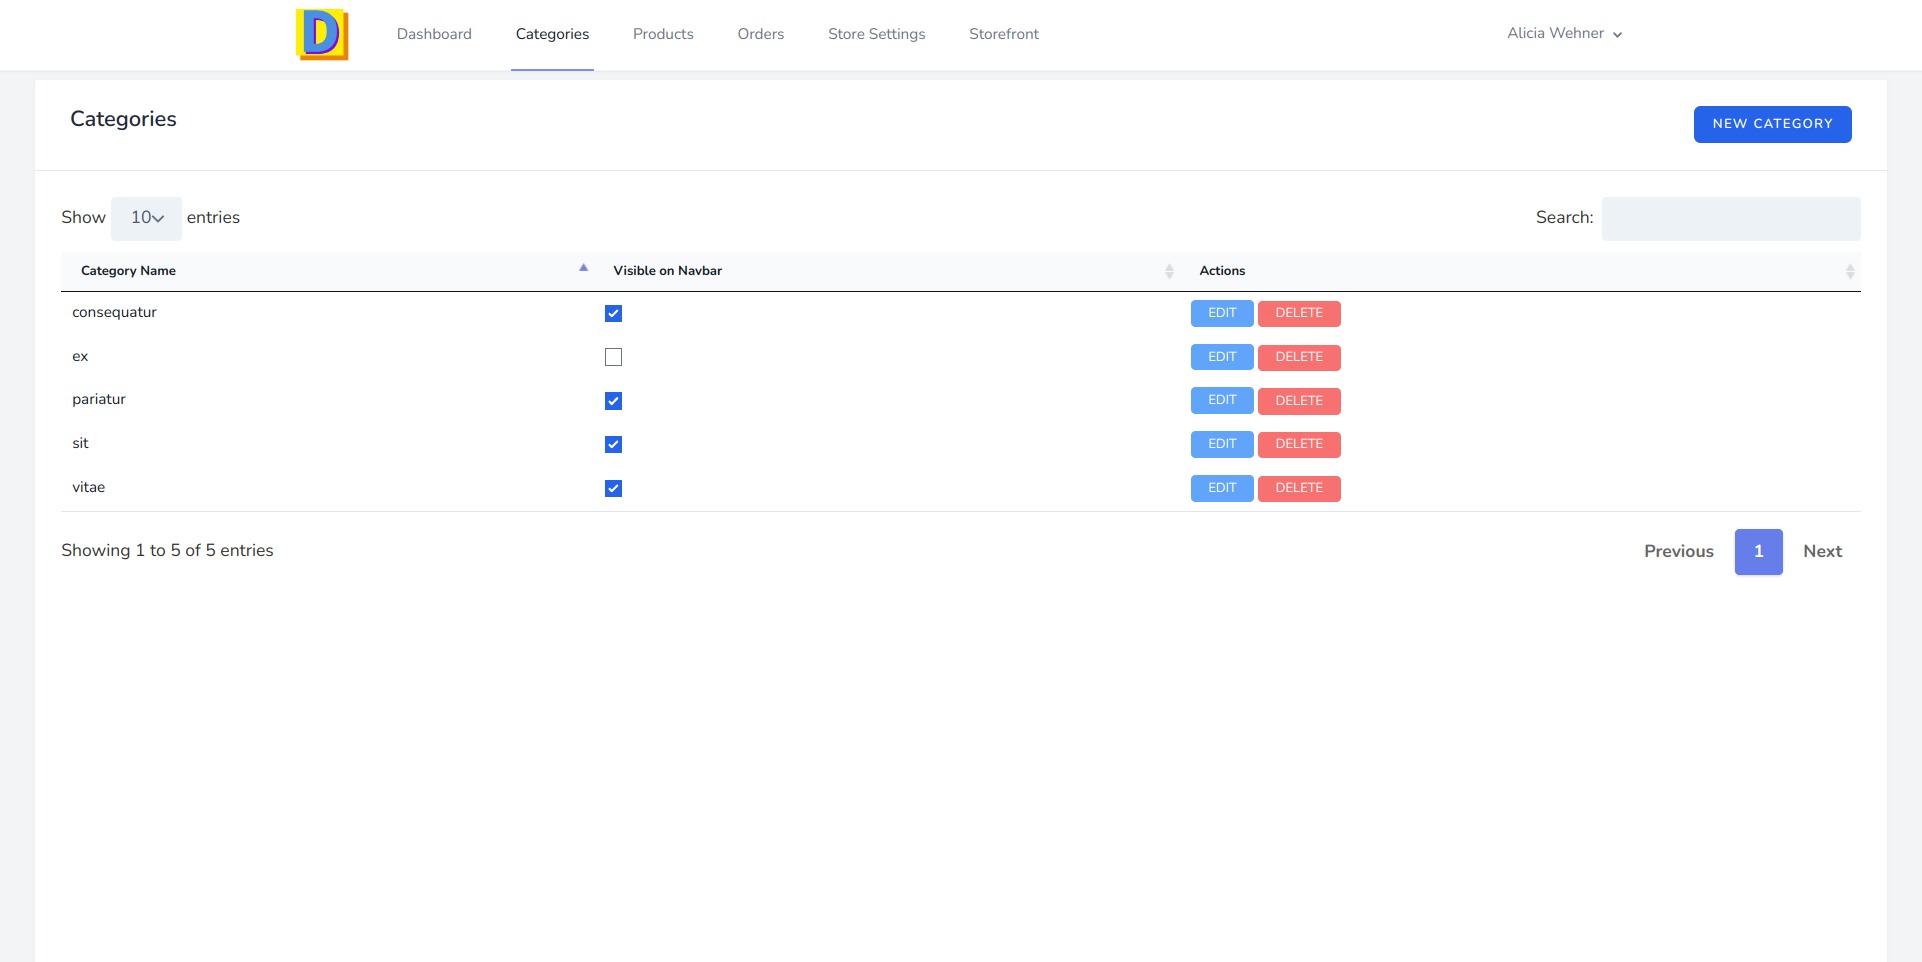 D Dashboard Categories Products Orders Store Settings Storefront Alicia Wehner
Categories NEW CATEGORY
Show 10 entries Search:
Category Name Visible on Navbar Actions
consequatur EDIT DELETE
ex EDIT DELETE
pariatur EDIT DELETE
sit EDIT DELETE
vitae EDIT DELETE
Showing 1 to 5 of 5 entries Previous 1 Next